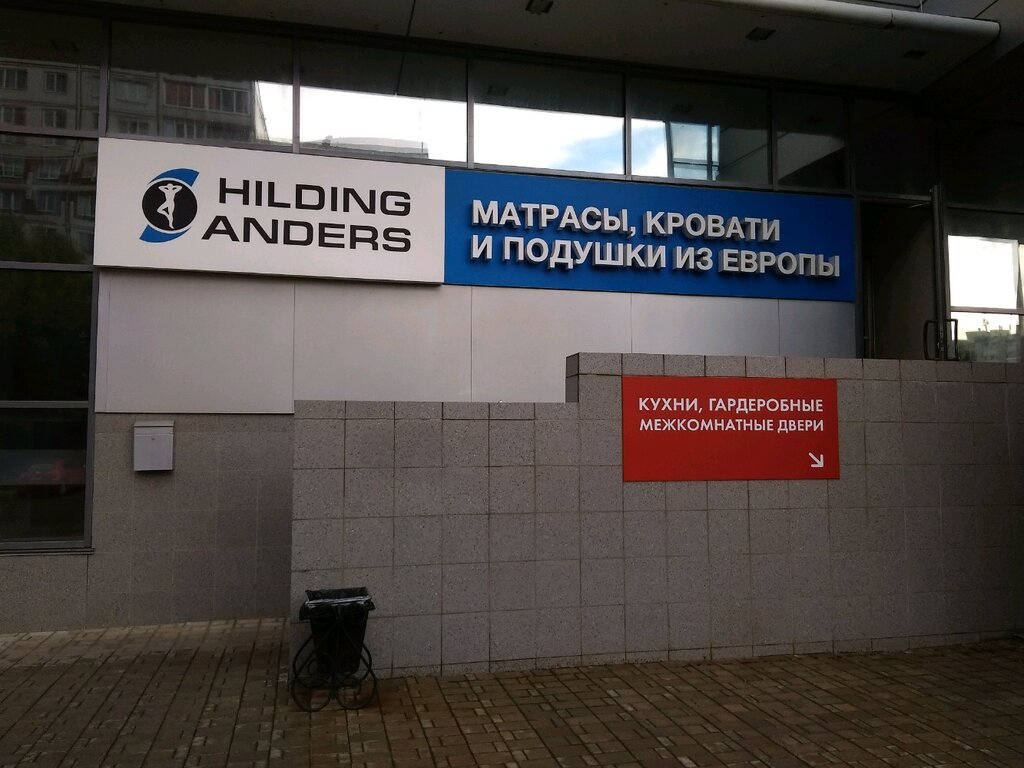 HILDING
ANDERS
МАТРАСЫ, КРОВАТИ
И ПОДУШКИ ИЗ ЕВРОПЫ
КУХНИ, ГАРДЕРОБНЫЕ
МЕЖКОМНАТНЫЕ ДВЕРИ